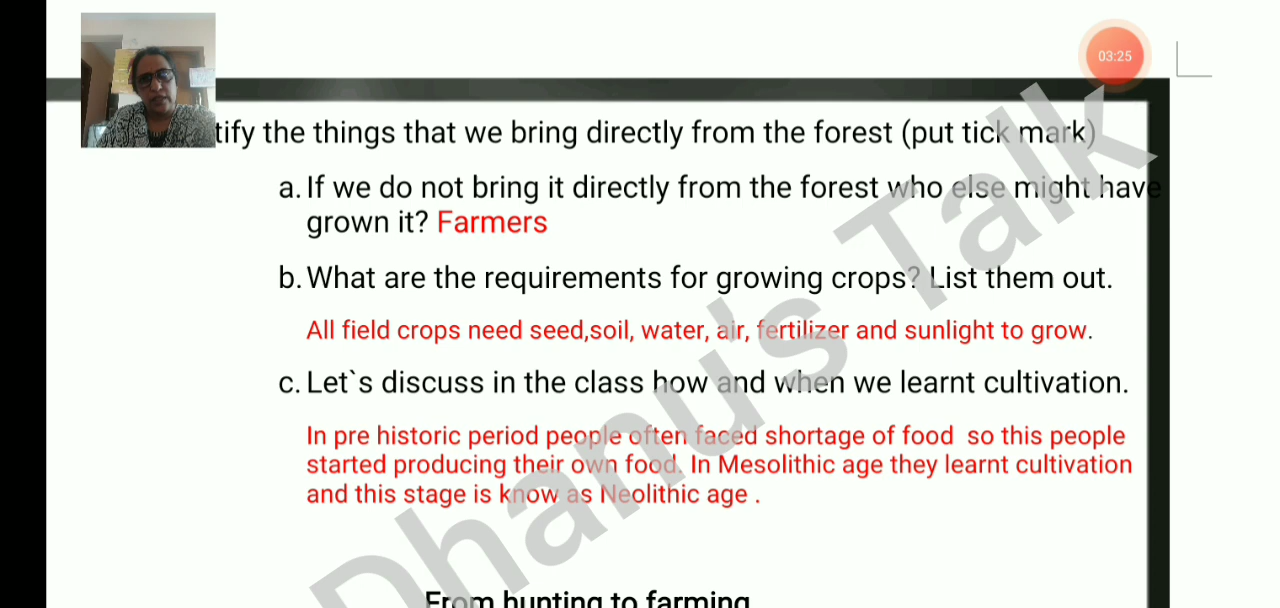 03:25
tify the things that we bring directly from the forest (put tick mark)
a. If we do not bring it directly from the forest who else might have
grown it? Farmers
b. What are the requirements for growing crops? List them out.
All field crops need seed,soil, water, air, fertilizer and sunlight to grow.
c. Let`s discuss in the class how and when we learnt cultivation.
In pre historic period people often faced shortage of food so this people
started producing their own food. In Mesolithic age they learnt cultivation
and this stage is know as Neolithic age .
From hunting to farming
Dhanu's Talk